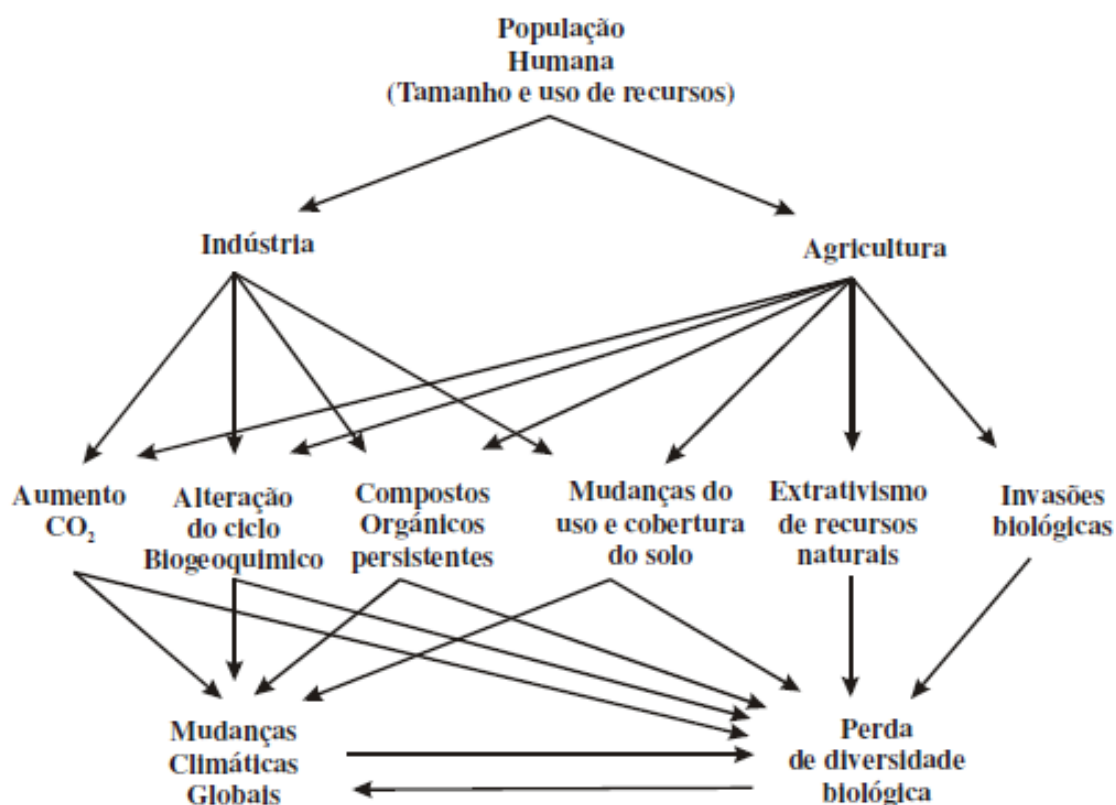 População
Humana
(Tamanho e uso de recursos)
Indústria
Agricultura
Aumento
CO₂
Alteração
do ciclo
Biogeoquimico
Compostos
Orgánicos
persistentes
Mudanças do
uso e cobertura
do solo
Extrativismo
de recursos
naturais
Invasões
biológicas
Mudanças
Climáticas
Globais
Perda
de diversidade
biológica